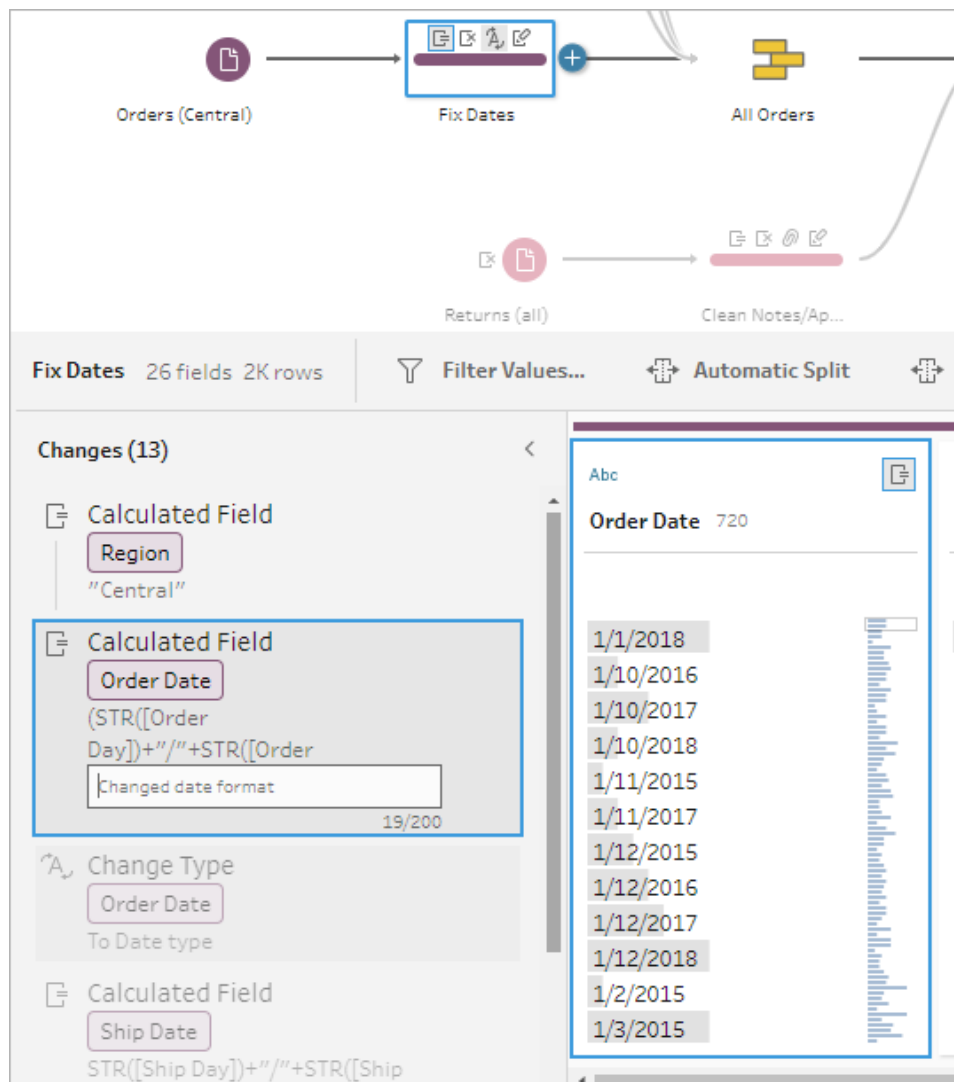 Orders (Central)
Fix Dates
All Orders
Returns (all)
Clean Notes/Ap...
Fix Dates 26 fields 2K rows
Filter Values...
Automatic Split
Changes (13)
Calculated Field
Region
"Central"
Calculated Field
Order Date
(STR([Order
Day])+"/"+STR([Order
Changed date format
19/200
Change Type
Order Date
To Date type
Calculated Field
Ship Date
STR([Ship Day])+"/"+STR([Ship
Abc
Order Date 720
1/1/2018
1/10/2016
1/10/2017
1/10/2018
1/11/2015
1/11/2017
1/12/2015
1/12/2016
1/12/2017
1/12/2018
1/2/2015
1/3/2015